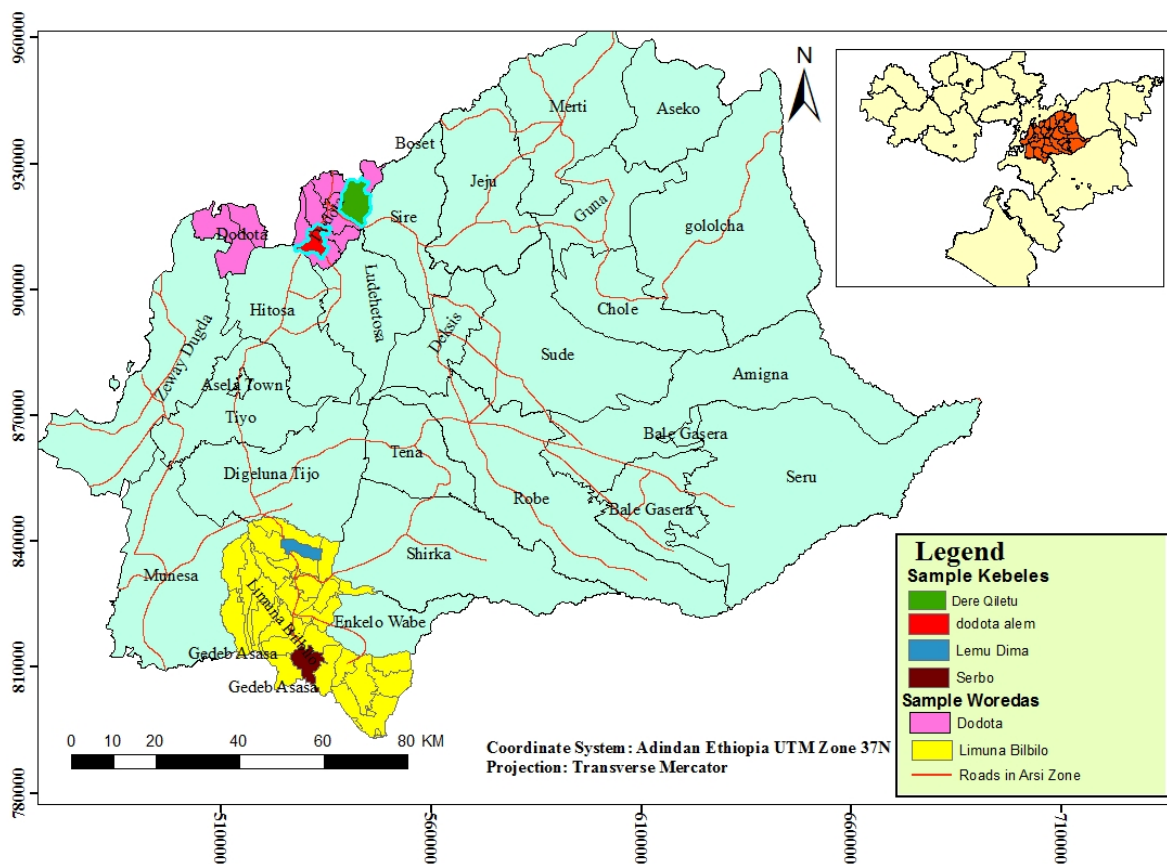 960000
930000
900000
870000
840000
810000
780000
N
Merti
Aseko
Boset
Jeju
Guna
Sire
gololcha
Dodota
Ludehetosa
Hitosa
Chole
Deksis
Sude
Zeway Dugda
Amigna
Asela Town
Tiyo
Bale Gasera
Tena
Digeluna Tijo
Seru
Robe
Bale Gasera
Shirka
Munesa
Limuna Bilbilo
Enkelo Wabe
Gedeb Asasa
Gedeb Asasa
0 10 20 40 60 80 KM
Coordinate System: Adindan Ethiopia UTM Zone 37N
Projection: Transverse Mercator
Legend
Sample Kebeles
Dere Qiletu
dodota alem
Lemu Dima
Serbo
Sample Woredas
Dodota
Limuna Bilbilo
Roads in Arsi Zone
510000
560000
610000
660000
710000